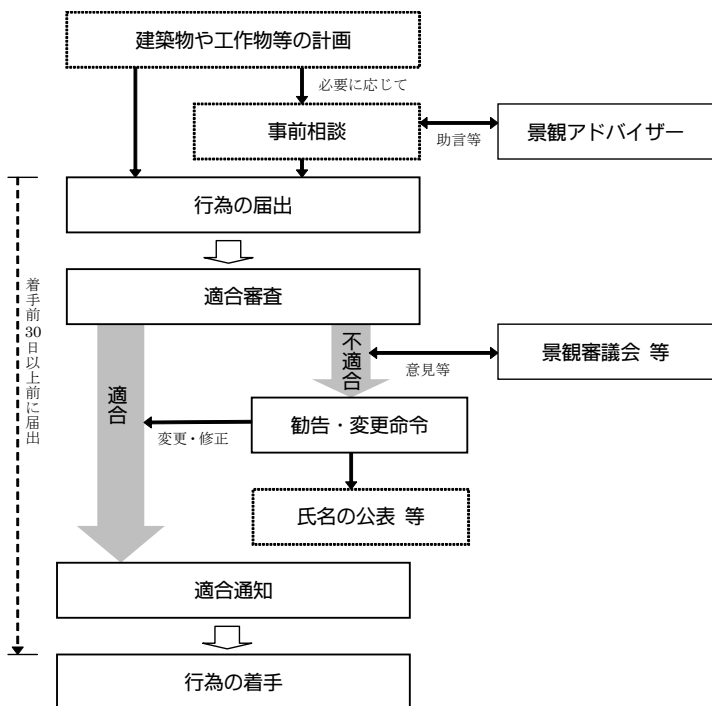 建築物や工作物等の計画
必要に応じて
事前相談
助言等
景観アドバイザー
行為の届出
適合審査
着手前30日以上前に届出
適合
不適合
意見等
景観審議会 等
勧告・変更命令
変更・修正
氏名の公表 等
適合通知
行為の着手